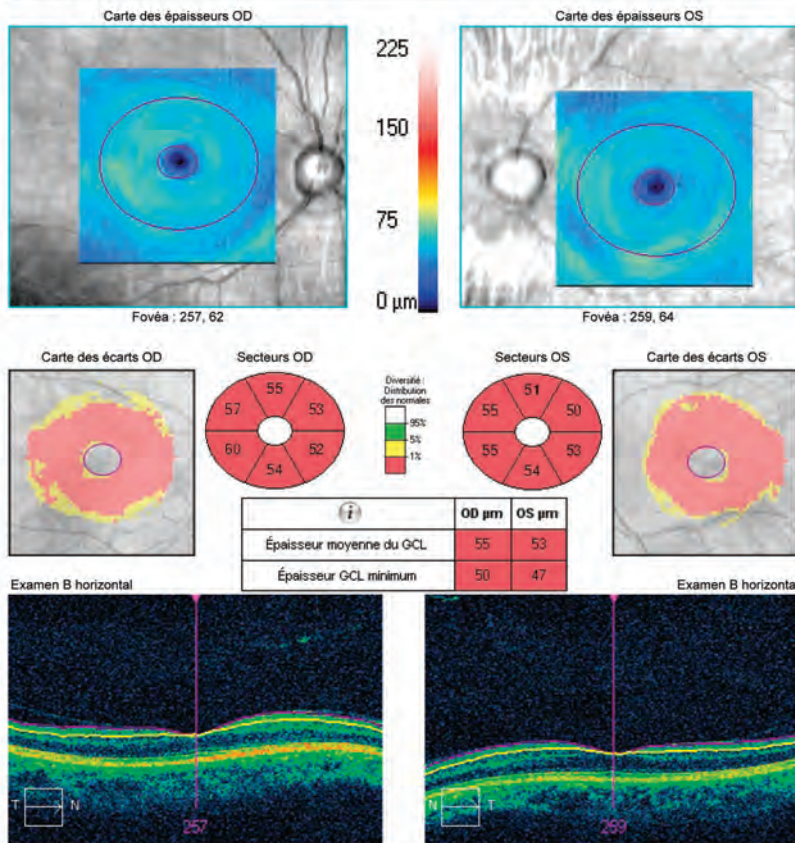 Carte des épaisseurs OD
Carte des épaisseurs OS
225
150
75
0 µm
Fovéa : 257, 62
Fovéa : 259, 64
Carte des écarts OD
Secteurs OD
Secteurs OS
Carte des écarts OS
Diversité :
Distribution
des normales
95%
5%
1%
55
57
53
60
52
54
51
55
50
55
53
54
i
OD µm
OS µm
Épaisseur moyenne du GCL
55
53
Épaisseur GCL minimum
50
47
Examen B horizontal
Examen B horizonta
T
N
257
T
N
259